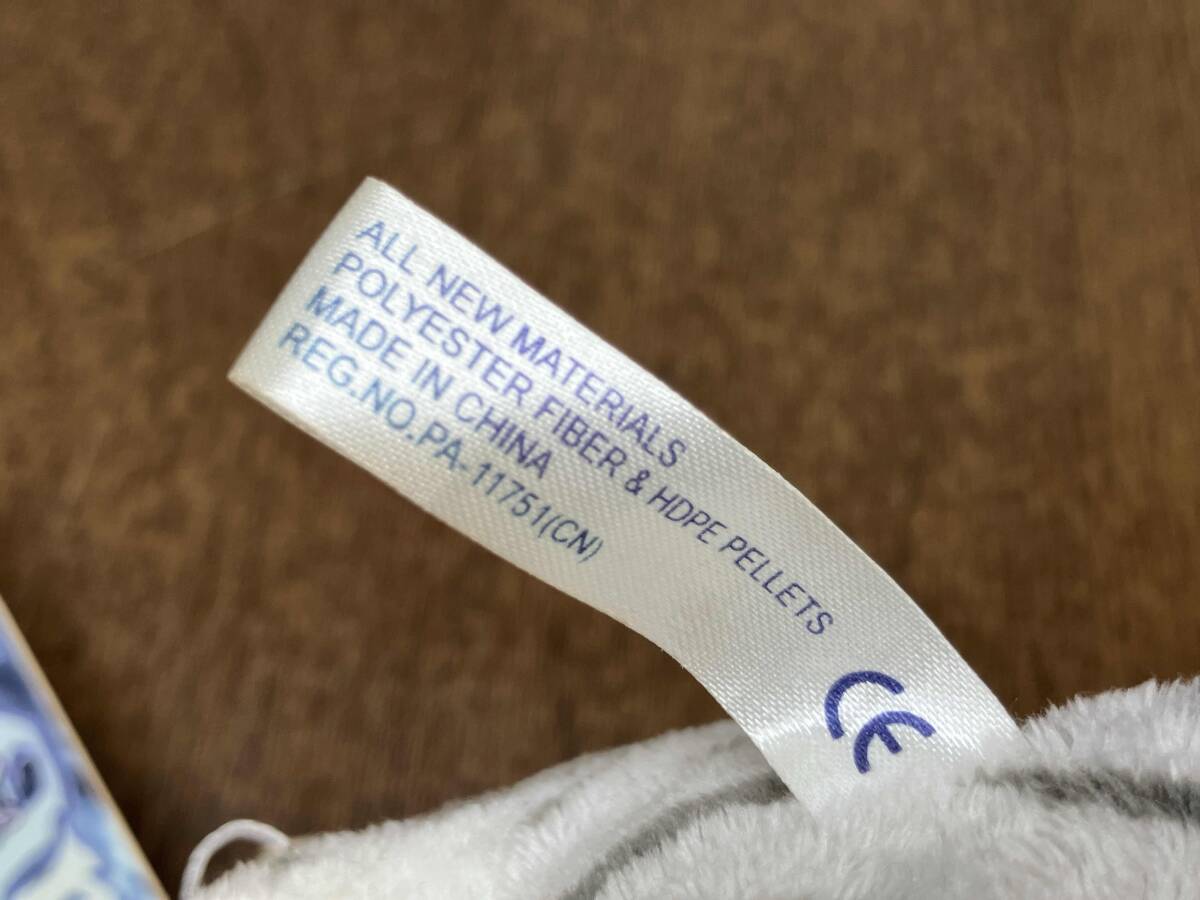 ALL NEW MATERIALS
POLYESTER FIBER & HDPE PELLETS
MADE IN CHINA
REG.NO.PA-11751(CN)
CE